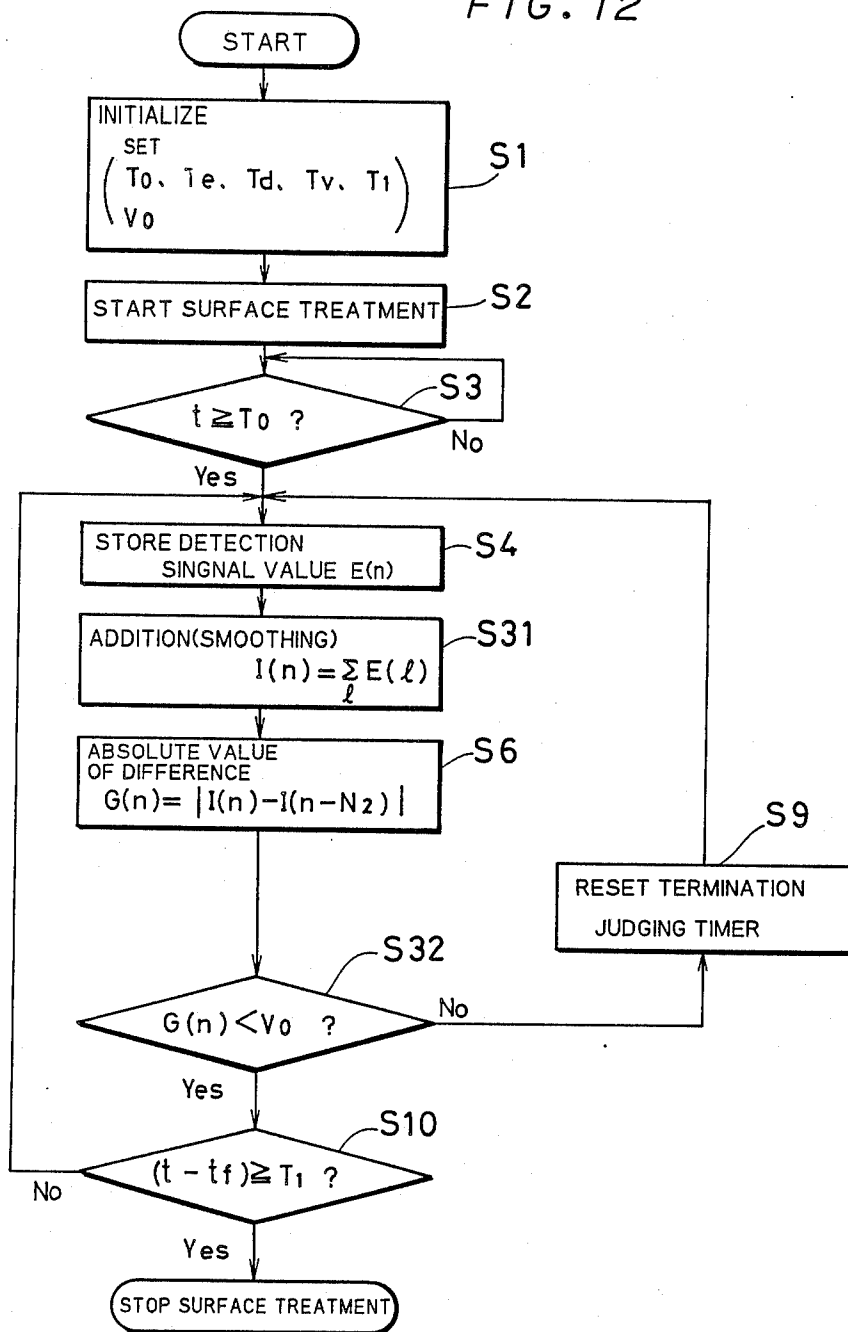 FIG. 12
START
INITIALIZE
SET
T0、Te、Td、Tv、T1
V0
S1
START SURFACE TREATMENT
S2
S3
t≧T0 ?
No
Yes
STORE DETECTION
SINGNAL VALUE E(n)
S4
ADDITION(SMOOTHING)
I(n)=∑E(ℓ)
ℓ
S31
ABSOLUTE VALUE
OF DIFFERENCE
G(n)=|I(n)-I(n-N2)|
S6
S9
RESET TERMINATION
JUDGING TIMER
S32
G(n)<V0 ?
No
Yes
S10
(t-tf)≧T1 ?
No
Yes
STOP SURFACE TREATMENT